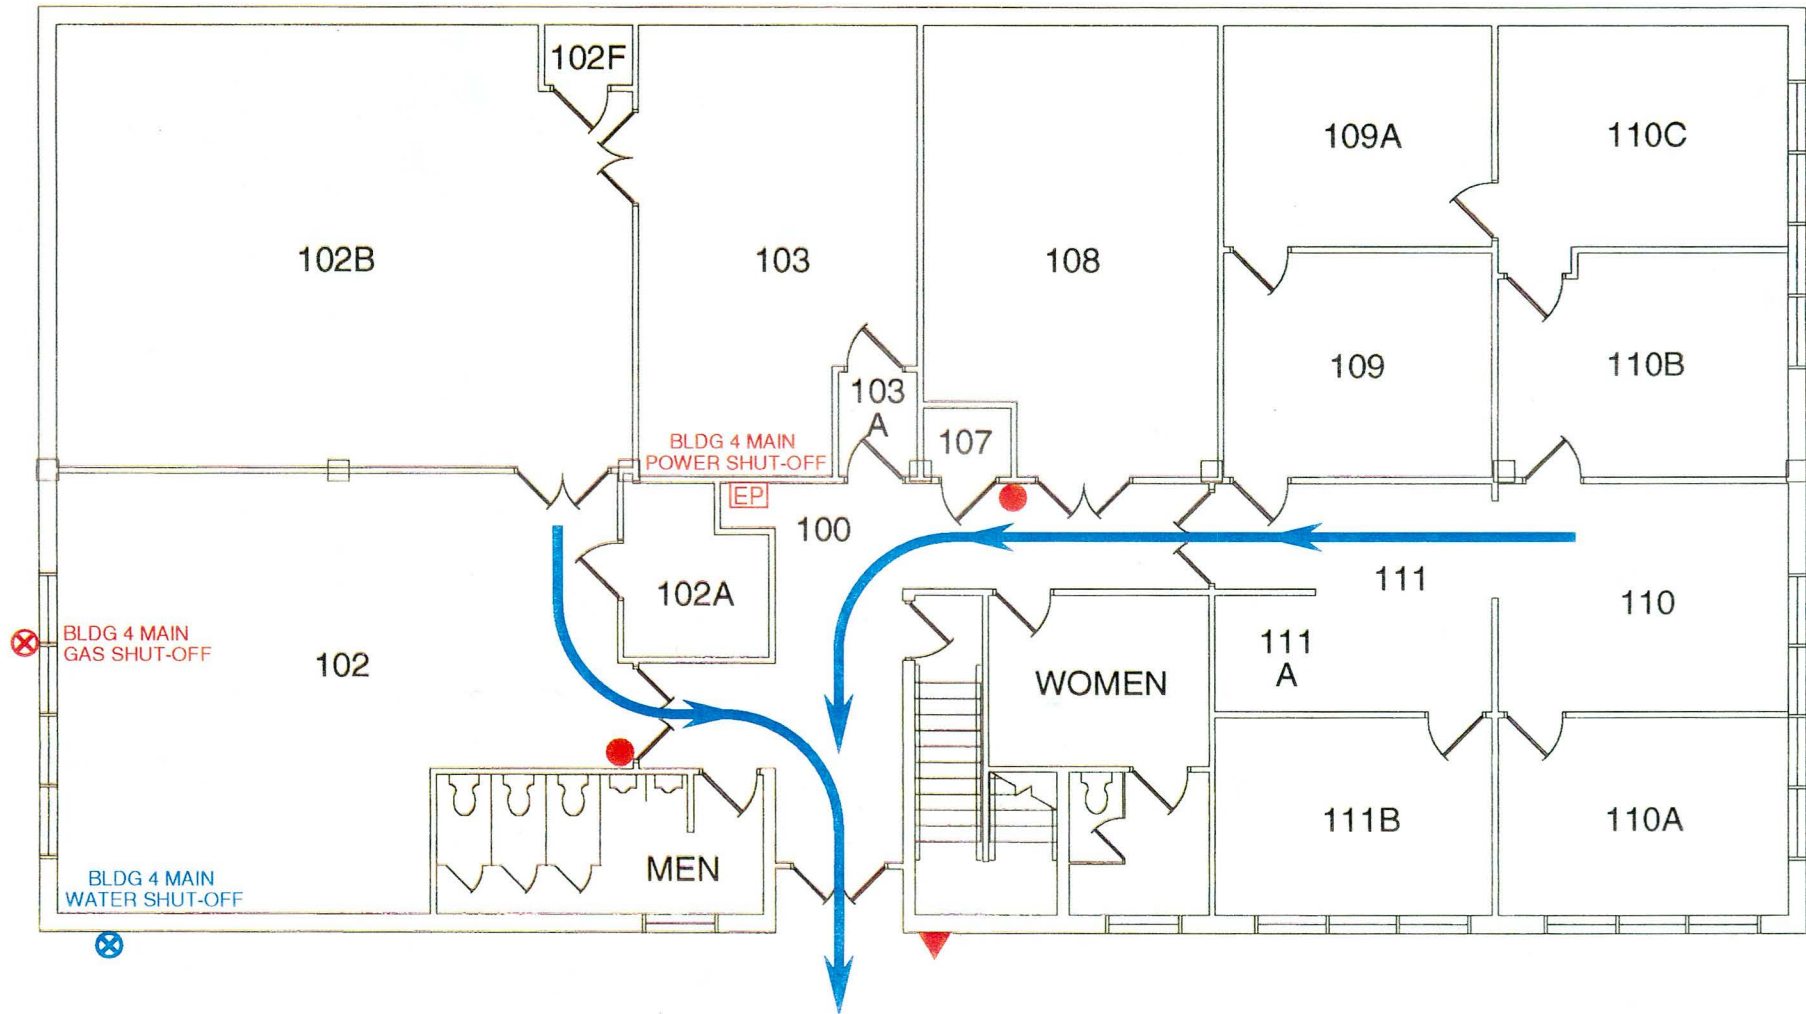 102F
109A
110C
102B
103
108
109
110B
103
A
107
BLDG 4 MAIN
POWER SHUT-OFF
EP
100
111
110
102A
BLDG 4 MAIN
GAS SHUT-OFF
102
111
A
WOMEN
111B
110A
MEN
BLDG 4 MAIN
WATER SHUT-OFF